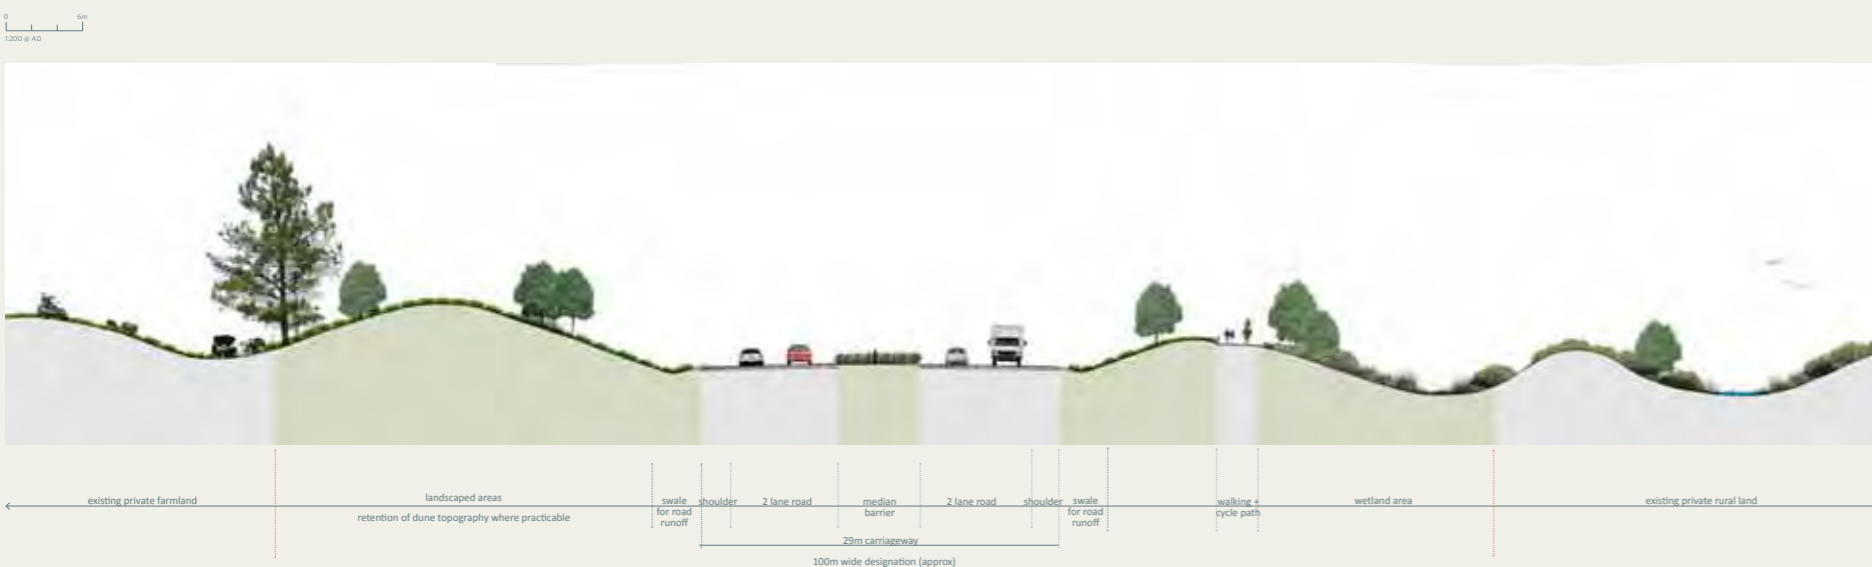 0 6m
1:200 @ A0
existing private farmland
landscaped areas
retention of dune topography where practicable
swale
for road
runoff
shoulder
2 lane road
median
barrier
2 lane road
shoulder
swale
for road
runoff
walking +
cycle path
wetland area
existing private rural land
29m carriageway
100m wide designation (approx)